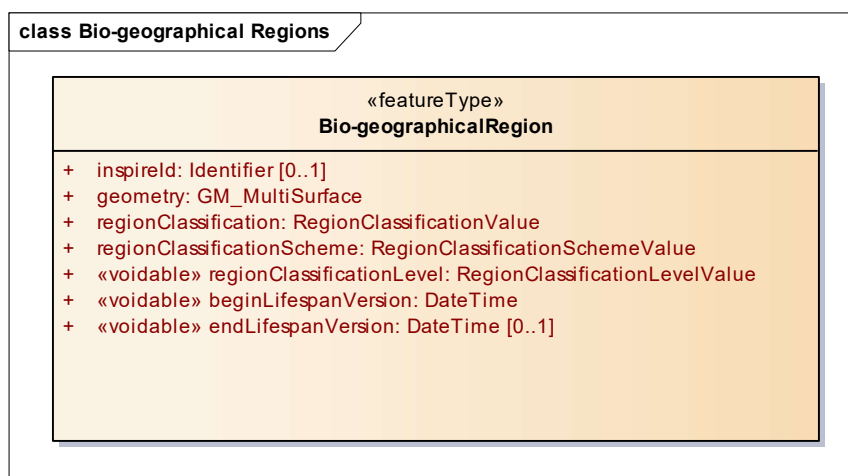 class Bio-geographical Regions
«featureType»
Bio-geographicalRegion
+ inspireId: Identifier [0..1]
+ geometry: GM_MultiSurface
+ regionClassification: RegionClassificationValue
+ regionClassificationScheme: RegionClassificationSchemeValue
+ «voidable» regionClassificationLevel: RegionClassificationLevelValue
+ «voidable» beginLifespanVersion: DateTime
+ «voidable» endLifespanVersion: DateTime [0..1]